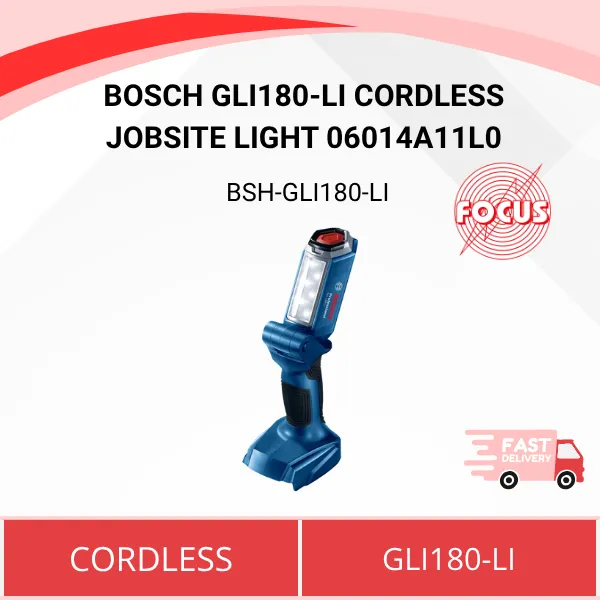 BOSCH GLI180-LI CORDLESS
JOBSITE LIGHT 06014A11L0
BSH-GLI180-LI
FOCUS
FAST
DELIVERY
CORDLESS
GLI180-LI